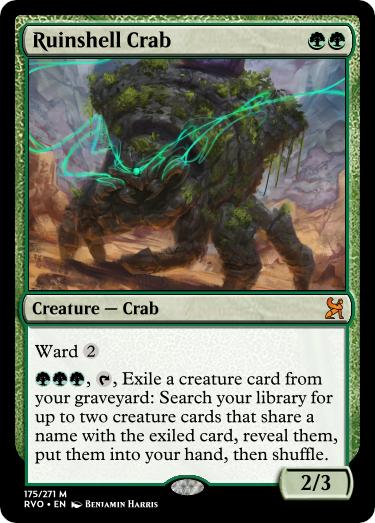 Ruinshell Crab
Creature — Crab
Ward 2
, , Exile a creature card from
your graveyard: Search your library for
up to two creature cards that share a
name with the exiled card, reveal them,
put them into your hand, then shuffle.
2/3
175/271 M
RVO • EN Benjamin Harris